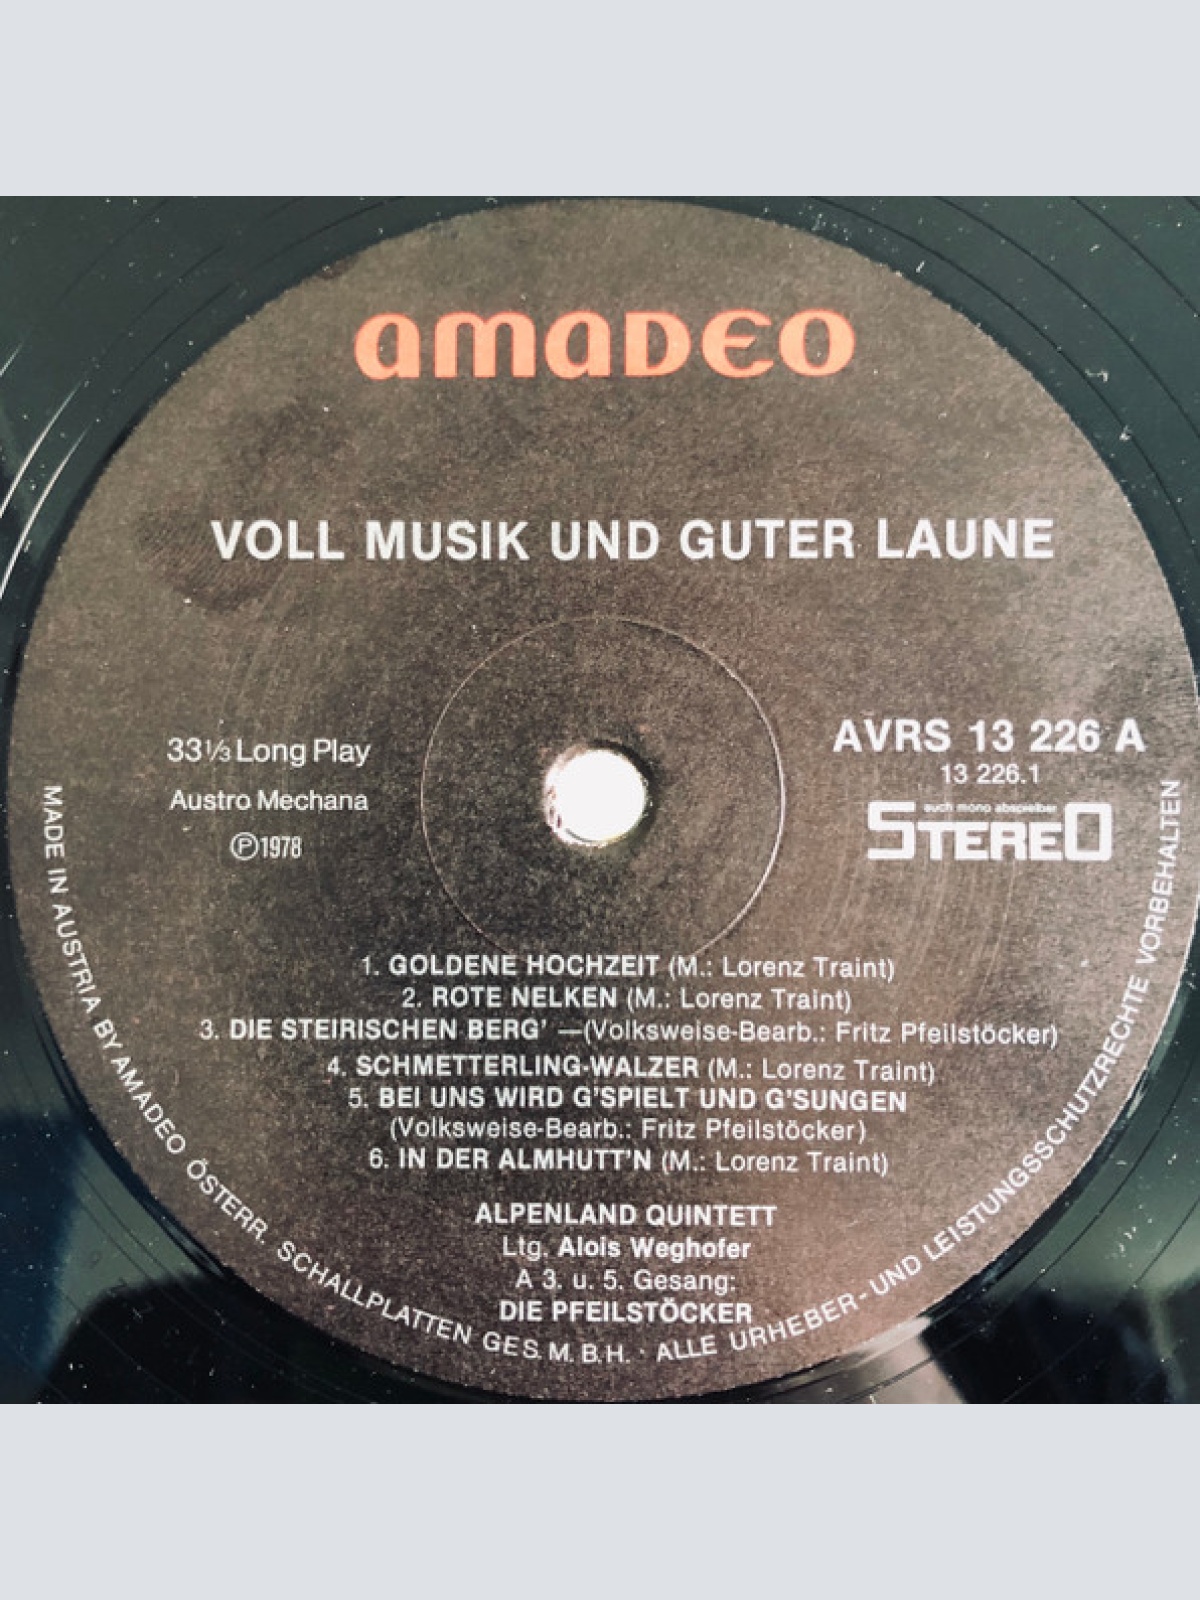 amadeo
VOLL MUSIK UND GUTER LAUNE
33⅓ Long Play
Austro Mechana
Ⓟ1978
AVRS 13 226 A
13 226.1
auch mono abspielbar
STEREO
1. GOLDENE HOCHZEIT (M.: Lorenz Traint)
2. ROTE NELKEN (M.: Lorenz Traint)
3. DIE STEIRISCHEN BERG' —(Volksweise-Bearb.: Fritz Pfeilstöcker)
4. SCHMETTERLING-WALZER (M.: Lorenz Traint)
5. BEI UNS WIRD G'SPIELT UND G'SUNGEN
(Volksweise-Bearb.: Fritz Pfeilstöcker)
6. IN DER ALMHUTT'N (M.: Lorenz Traint)
ALPENLAND QUINTETT
Ltg. Alois Weghofer
A 3. u. 5. Gesang:
DIE PFEILSTÖCKER
MADE IN AUSTRIA BY AMADEO ÖSTERR. SCHALLPLATTEN GES. M. B. H. · ALLE URHEBER- UND LEISTUNGSSCHUTZRECHTE VORBEHALTEN